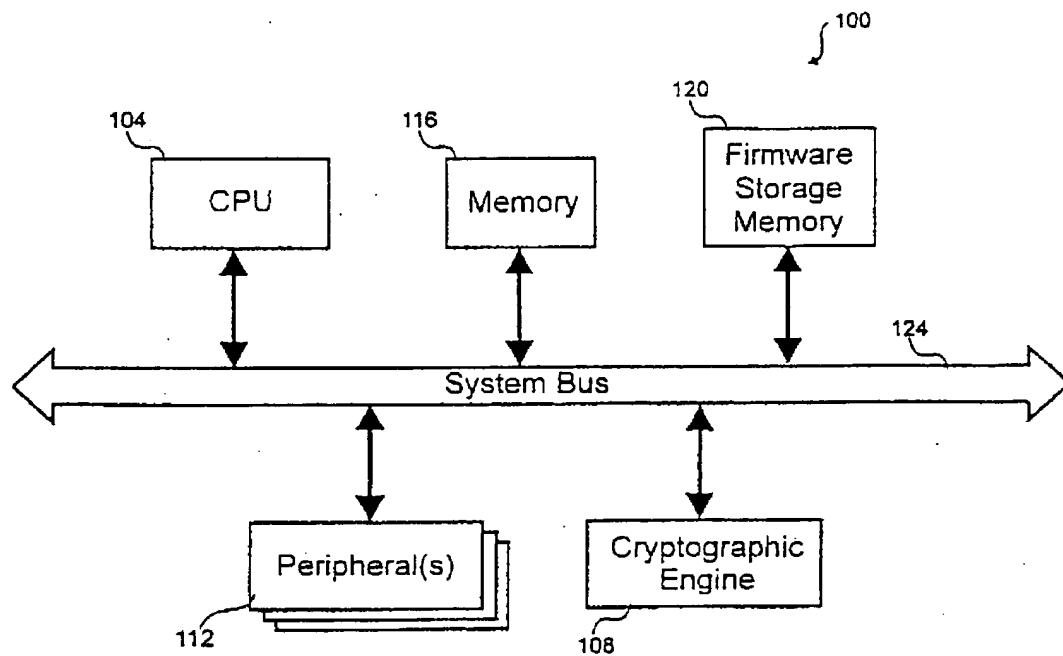 100
120
104
116
Firmware
Storage
Memory
CPU
Memory
124
System Bus
Peripheral(s)
Cryptographic
Engine
112
108